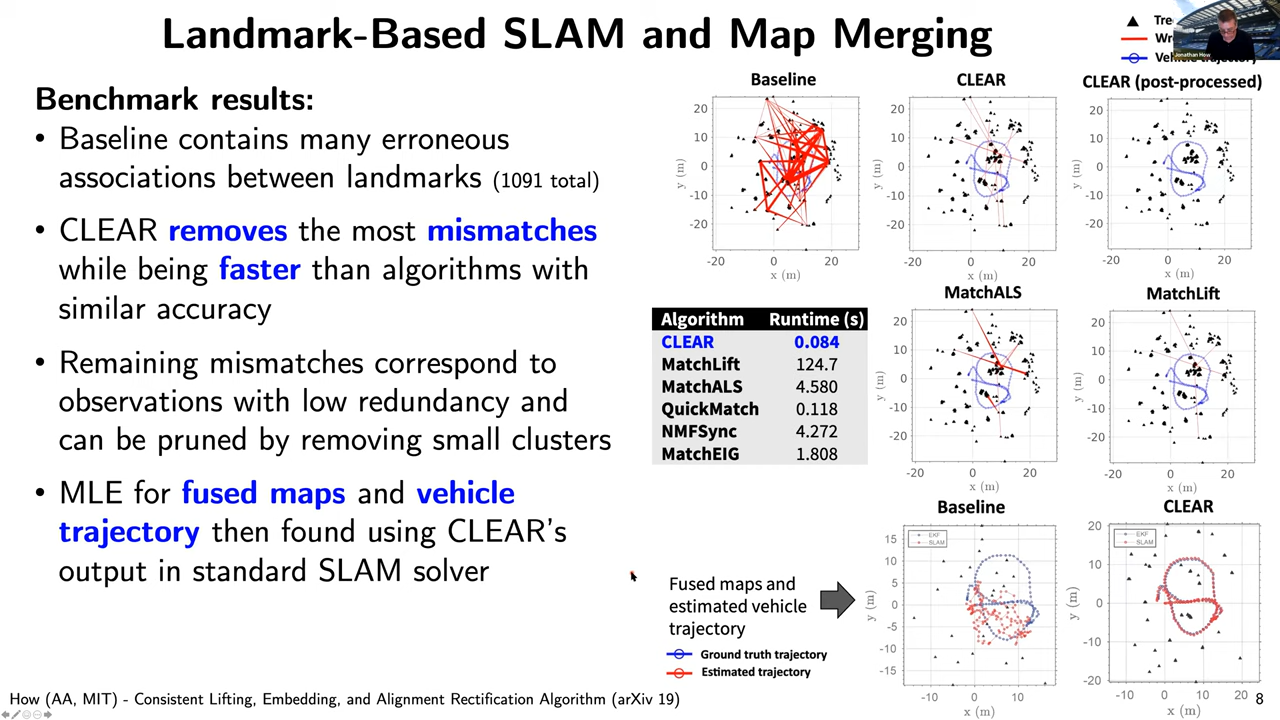 Landmark-Based SLAM and Map Merging
Jonathan How
Benchmark results:
• Baseline contains many erroneous
associations between landmarks (1091 total)
• CLEAR removes the most mismatches
while being faster than algorithms with
similar accuracy
• Remaining mismatches correspond to
observations with low redundancy and
can be pruned by removing small clusters
• MLE for fused maps and vehicle
trajectory then found using CLEAR's
output in standard SLAM solver
Baseline
20
10
0
-10
-20
y (m)
-20 0 20
x (m)
CLEAR
20
10
0
-10
-20
y (m)
-20 0 20
x (m)
CLEAR (post-processed)
20
10
0
-10
-20
y (m)
-20 0 20
x (m)
Algorithm Runtime (s)
CLEAR 0.084
MatchLift 124.7
MatchALS 4.580
QuickMatch 0.118
NMFSync 4.272
MatchEIG 1.808
MatchALS
20
10
0
-10
-20
y (m)
-20 0 20
x (m)
MatchLift
20
10
0
-10
-20
y (m)
-20 0 20
x (m)
Fused maps and
estimated vehicle
trajectory
Ground truth trajectory
Estimated trajectory
Baseline
EKF
SLAM
15
10
5
0
-5
-10
-15
y (m)
-10 0 10
x (m)
CLEAR
EKF
SLAM
20
10
0
-10
-20
y (m)
-10 0 10 20
x (m)
How (AA, MIT) - Consistent Lifting, Embedding, and Alignment Rectification Algorithm (arXiv 19)
8